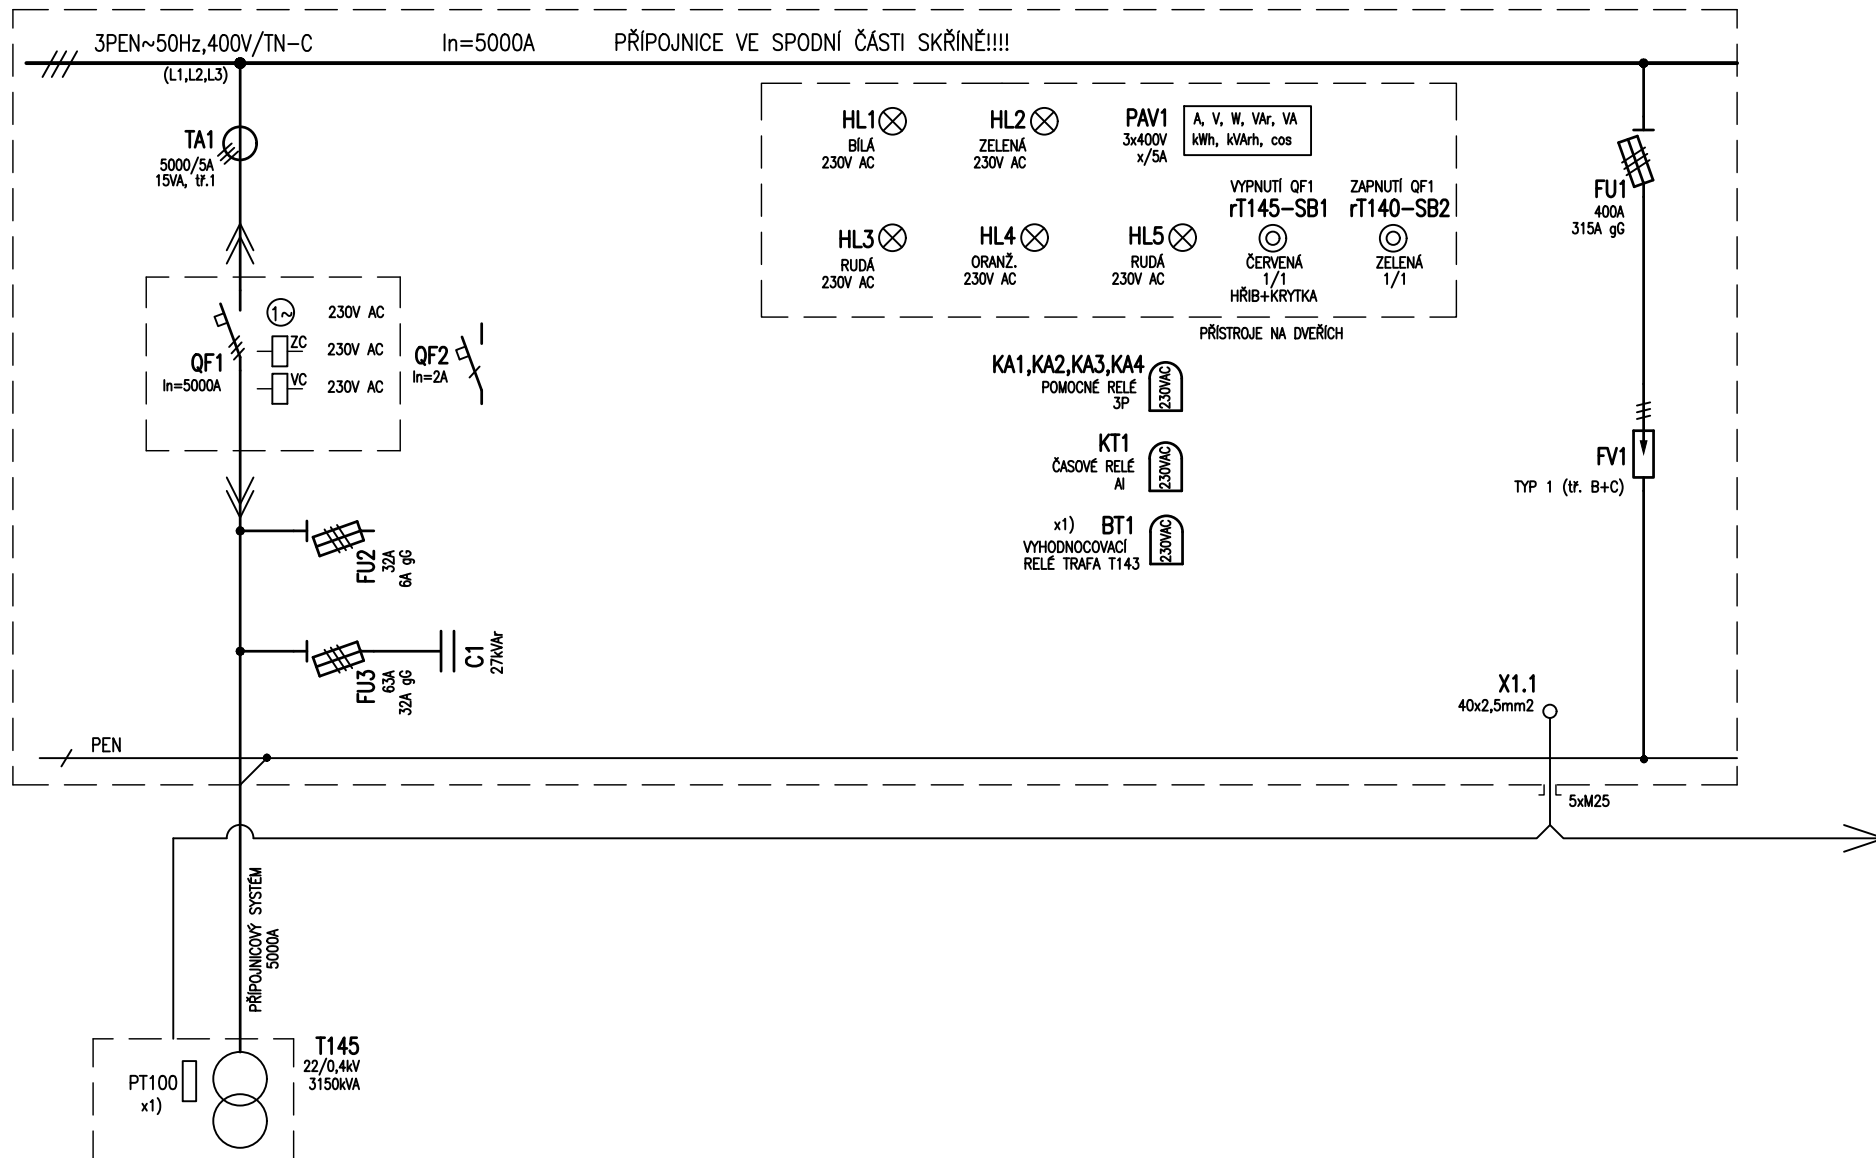 3PEN~50Hz,400V/TN-C
In=5000A
PŘÍPOJNICE VE SPODNÍ ČÁSTI SKŘÍNĚ!!!!
(L1,L2,L3)
TA1
5000/5A
15VA, tř.1
HL1
BÍLÁ
230V AC
HL2
ZELENÁ
230V AC
PAV1
3x400V
x/5A
A, V, W, VAr, VA
kWh, kVArh, cos
HL3
RUDÁ
230V AC
HL4
ORANŽ.
230V AC
HL5
RUDÁ
230V AC
VYPNUTÍ QF1
rT145-SB1
ČERVENÁ
1/1
HŘIB+KRYTKA
ZAPNUTÍ QF1
rT140-SB2
ZELENÁ
1/1
PŘÍSTROJE NA DVEŘÍCH
FU1
400A
315A gG
1~
230V AC
ZC
230V AC
VC
230V AC
QF1
In=5000A
QF2
In=2A
KA1,KA2,KA3,KA4
POMOCNÉ RELÉ
3P
230VAC
KT1
ČASOVÉ RELÉ
AI
230VAC
x1) BT1
VYHODNOCOVACÍ
RELÉ TRAFA T143
230VAC
FV1
TYP 1 (tř. B+C)
FU2
32A
6A gG
FU3
63A
32A gG
C1
27kVAr
X1.1
40x2,5mm2
PEN
5xM25
PŘÍPOJNICOVÝ SYSTÉM
5000A
T145
22/0,4kV
3150kVA
PT100
x1)